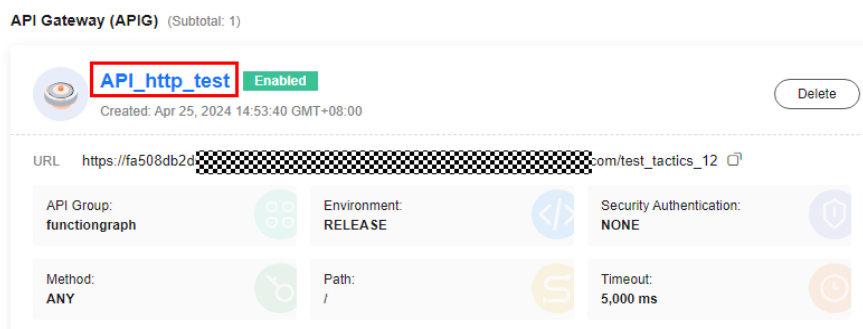 API Gateway (APIG) (Subtotal: 1)
API_http_test Enabled
Delete
Created: Apr 25, 2024 14:53:40 GMT+08:00
URL https://fa508db2d com/test_tactics_12
API Group: Environment: Security Authentication:
functiongraph RELEASE NONE
Method: Path: Timeout:
ANY / 5,000 ms